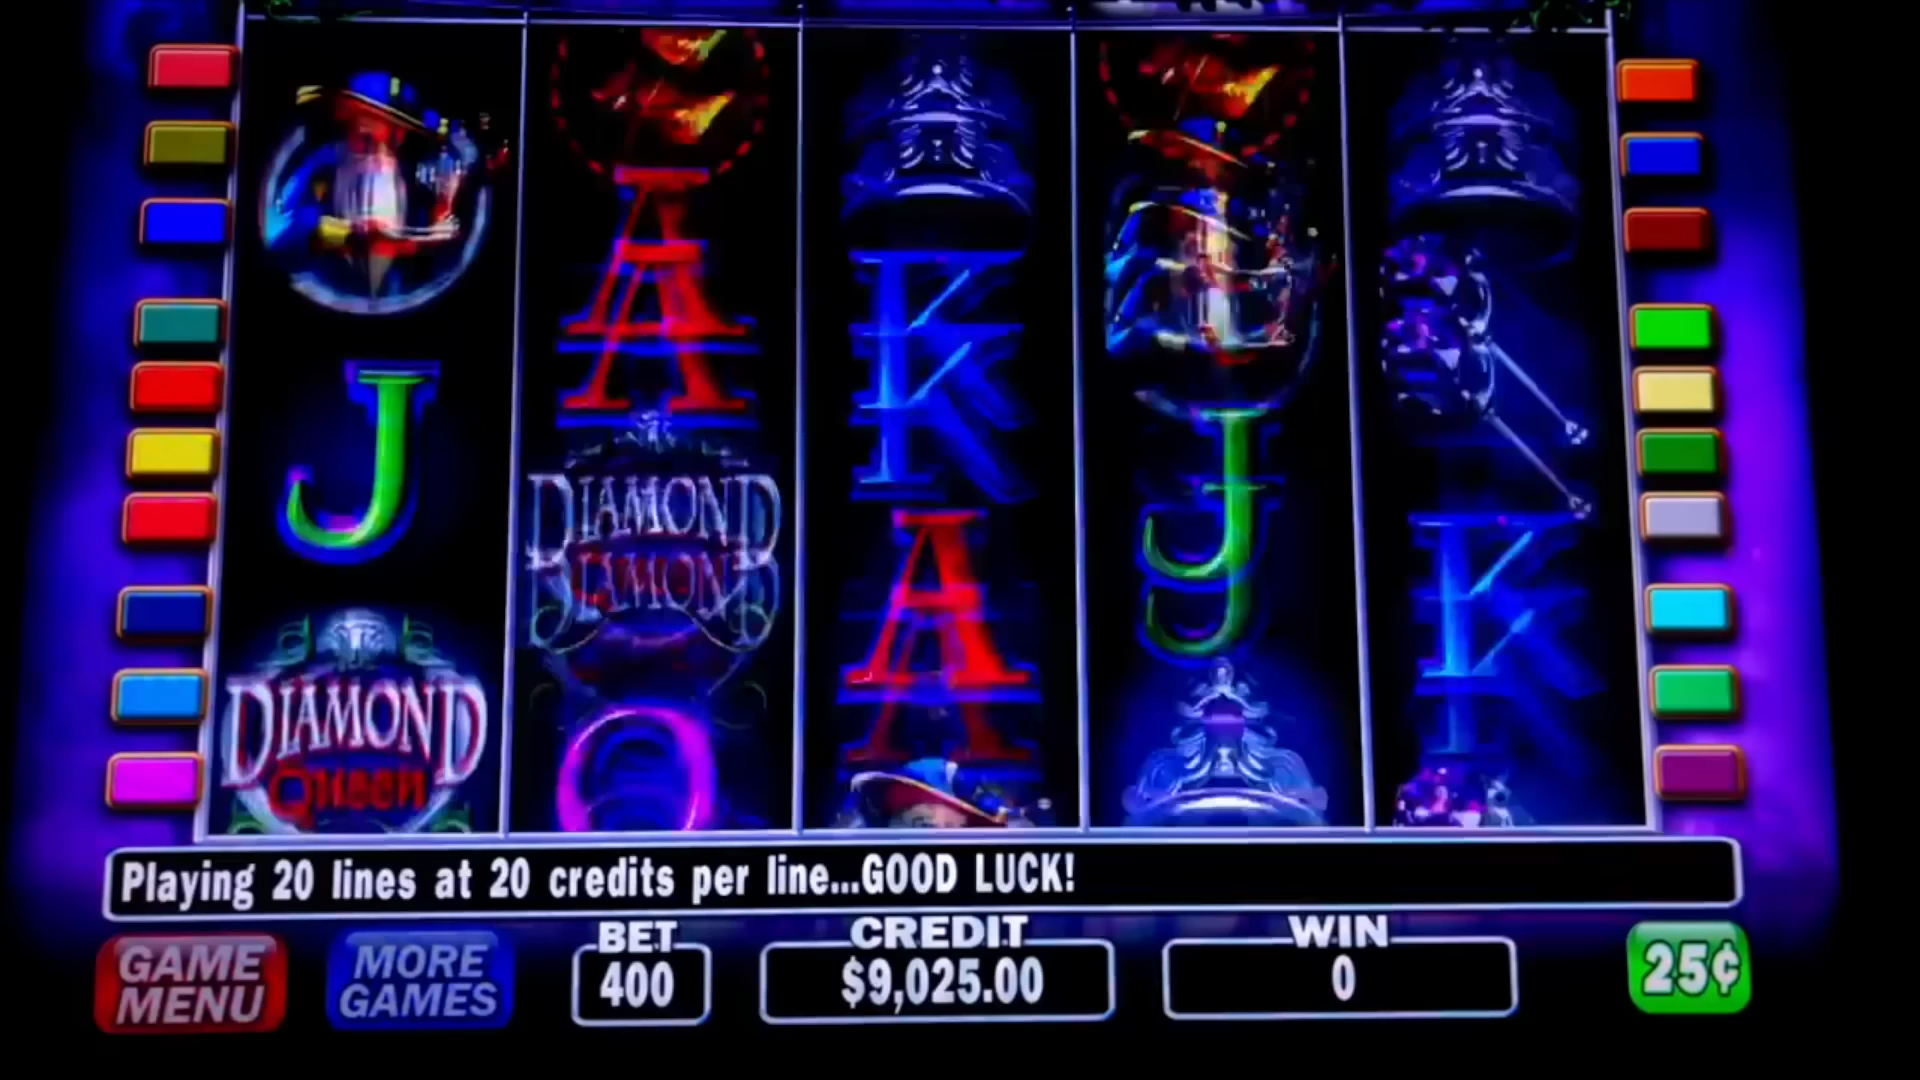 A
K
J
DIAMOND
J
A
K
DIAMOND
Queen
Q
Playing 20 lines at 20 credits per line...GOOD LUCK!
GAME MENU
MORE GAMES
BET
400
CREDIT
$9,025.00
WIN
0
25¢